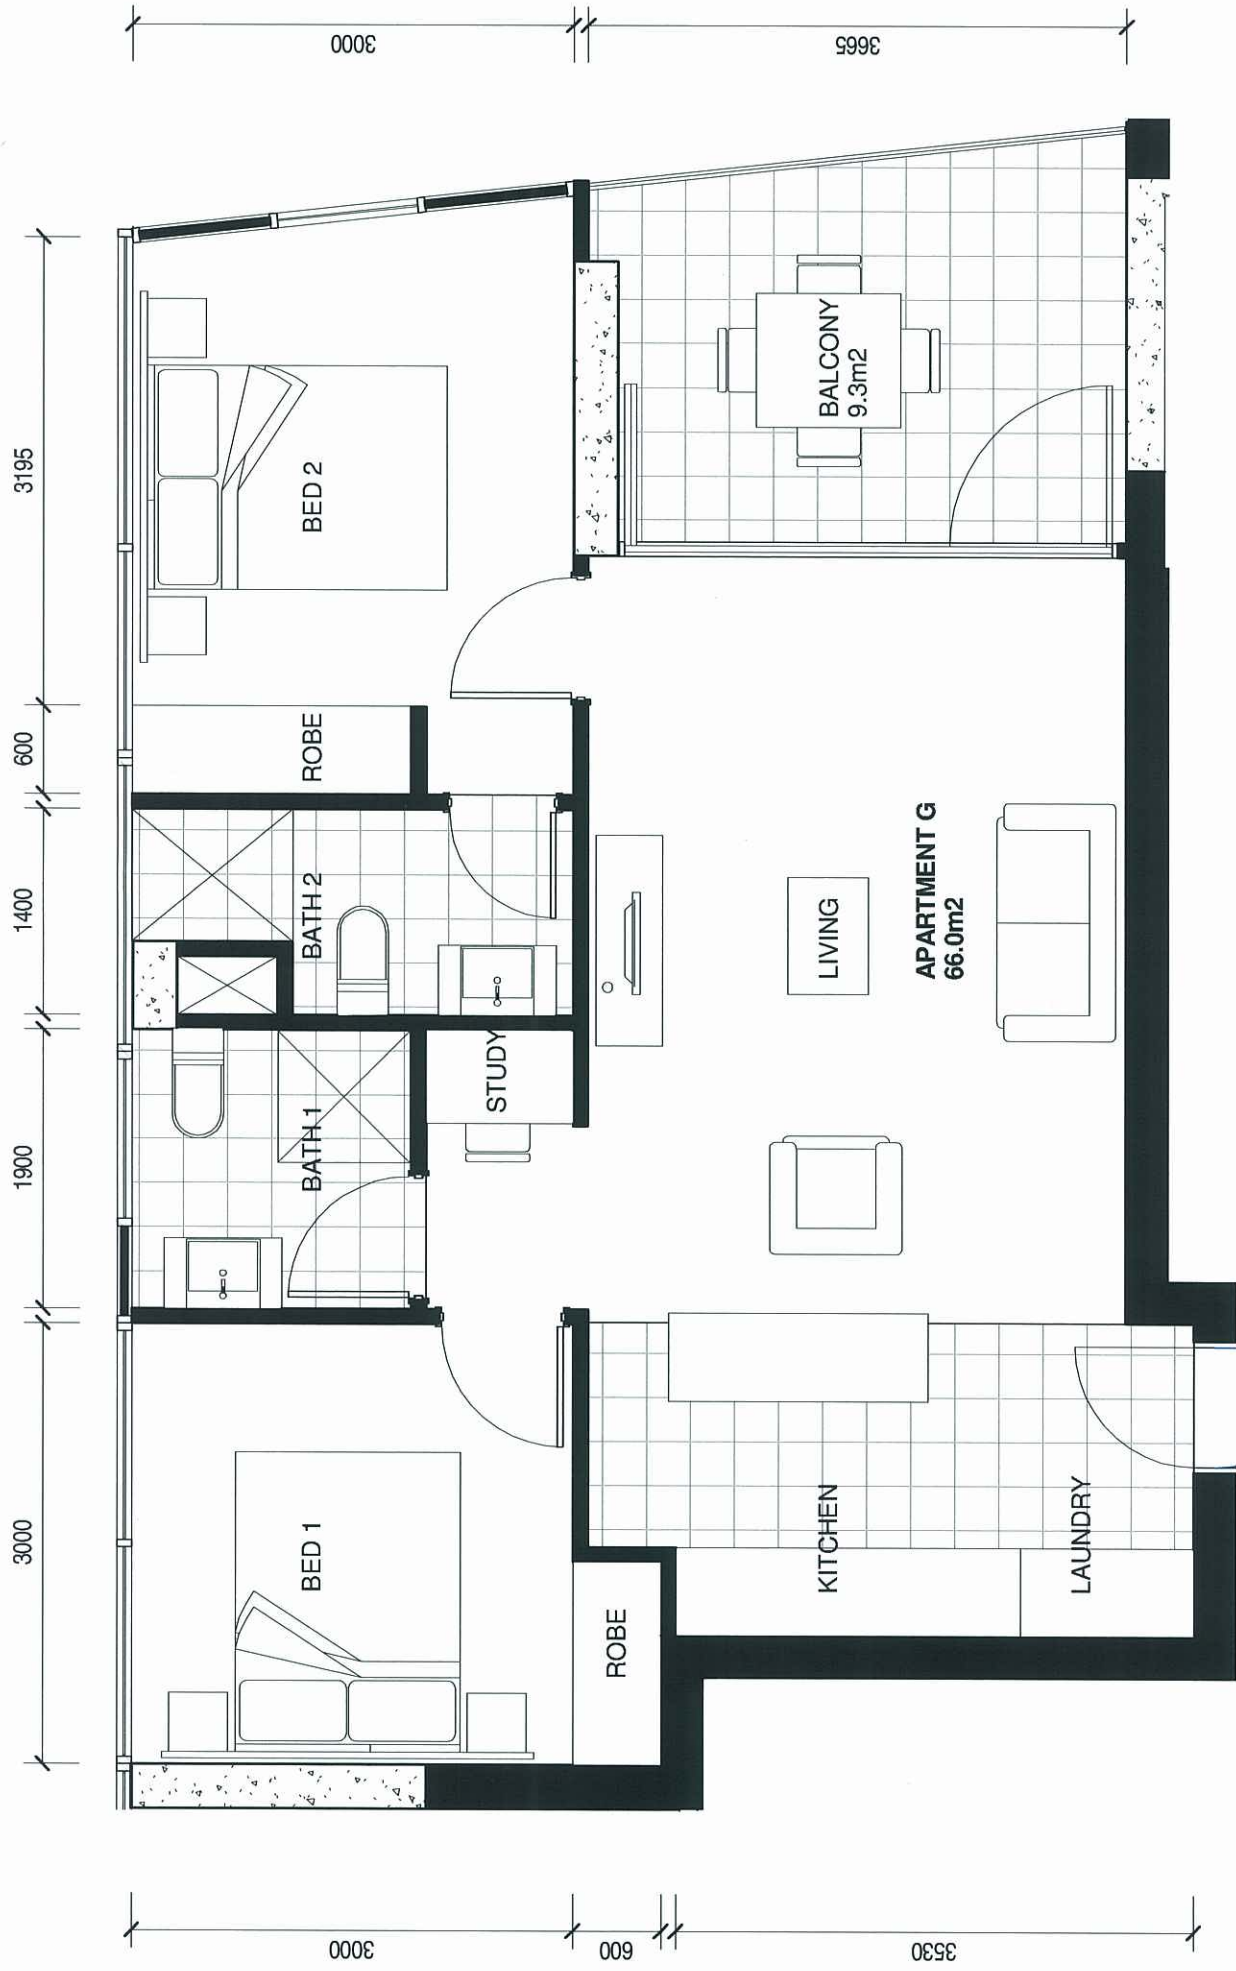 3000
3665
3195
600
1400
1900
3000
BED 2
BALCONY
9.3m2
ROBE
BATH 2
STUDY
BATH 1
LIVING
APARTMENT G
66.0m2
BED 1
ROBE
KITCHEN
LAUNDRY
3000
600
3530